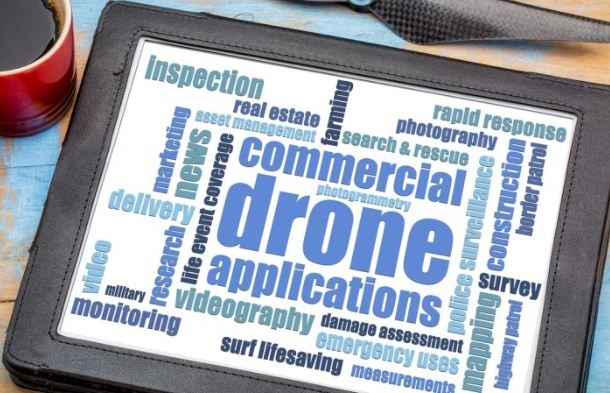 inspection
real estate
asset management
farming
rapid response
photography
search & rescue
marketing
news
life event coverage
commercial
photogrammetry
drone
applications
delivery
research
video
military
monitoring
videography
police surveillance
construction
border patrol
survey
mapping
highway patrol
damage assessment
emergency uses
surf lifesaving
measurements